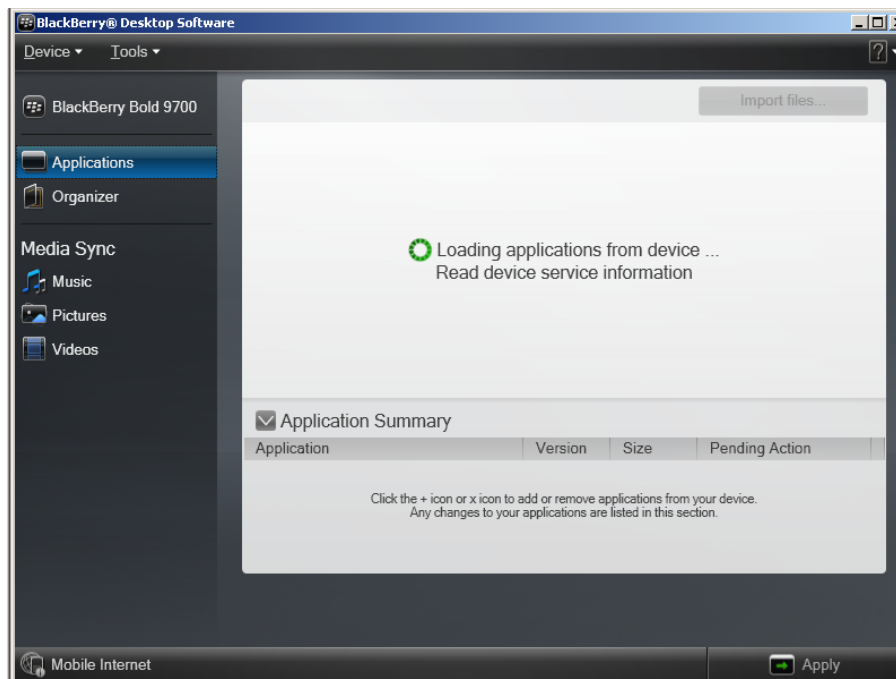 BlackBerry® Desktop Software
Device Tools ?
BlackBerry Bold 9700
Import files...
Applications
Organizer
Media Sync
Music
Pictures
Videos
Loading applications from device ...
Read device service information
Application Summary
Application Version Size Pending Action
Click the + icon or x icon to add or remove applications from your device.
Any changes to your applications are listed in this section.
Mobile Internet Apply